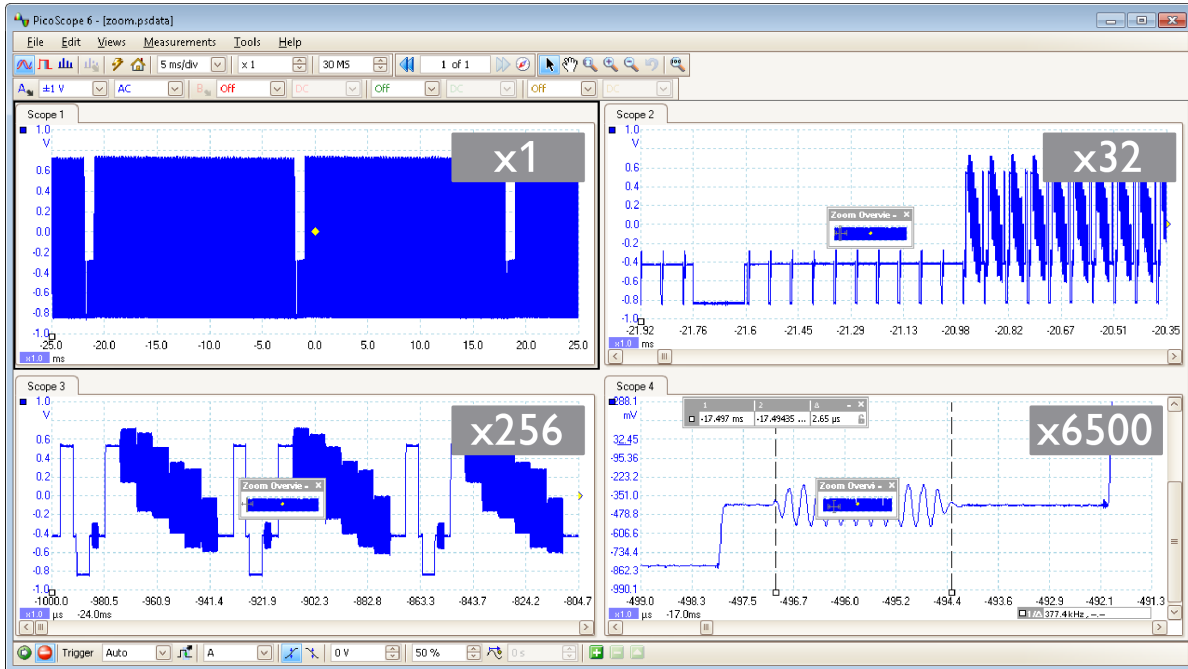 PicoScope 6 - [zoom.psdata]
File Edit Views Measurements Tools Help
5 ms/div x 1 30 MS 1 of 1
A ±1 V AC B Off DC Off DC Off DC
Scope 1
x1
1.0
V
0.6
0.4
0.2
0.0
-0.2
-0.4
-0.6
-0.8
-1.0
-25.0 -20.0 -15.0 -10.0 -5.0 0.0 5.0 10.0 15.0 20.0 25.0
x1.0 ms
Scope 2
x32
1.0
V
0.6
0.4
0.2
0.0
-0.2
-0.4
-0.6
-0.8
-1.0
Zoom Overvie
-21.92 -21.76 -21.6 -21.45 -21.29 -21.13 -20.98 -20.82 -20.67 -20.51 -20.35
x1.0 ms
Scope 3
x256
1.0
V
0.6
0.4
0.2
0.0
-0.2
-0.4
-0.6
-0.8
-1.0
Zoom Overvie
-1000.0 -980.5 -960.9 -941.4 -921.9 -902.3 -882.8 -863.3 -843.7 -824.2 -804.7
x1.0 µs -24.0ms
Scope 4
x6500
288.1
mV
32.45
-95.36
-223.2
-351.0
-478.8
-606.6
-734.4
-862.3
-990.1
1 2 Δ
-17.497 ms -17.49435 ... 2.65 µs
Zoom Overvi
-499.0 -498.3 -497.5 -496.7 -496.0 -495.2 -494.4 -493.6 -492.9 -492.1 -491.3
x1.0 µs -17.0ms
1/Δ 377.4kHz , --.--
Trigger Auto A 0 V 50 % 0 s